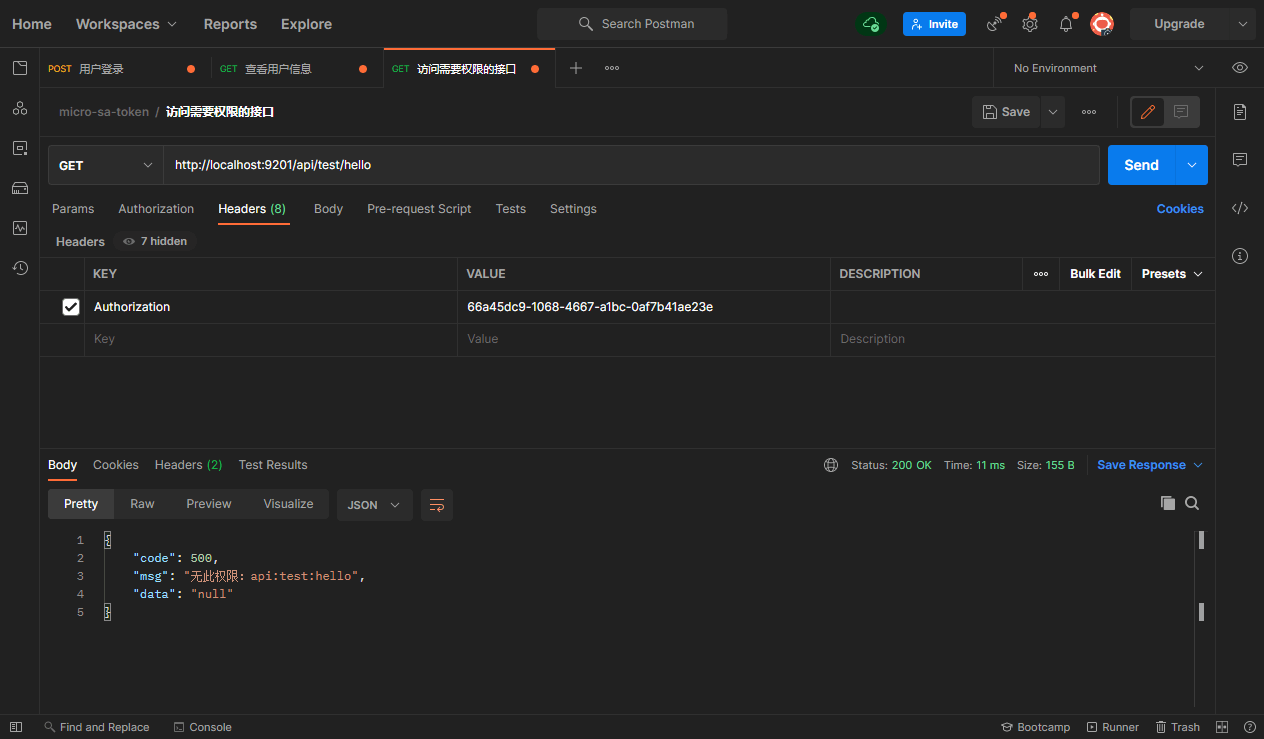 Home Workspaces Reports Explore Search Postman Invite Upgrade
POST 用户登录 GET 查看用户信息 GET 访问需要权限的接口 No Environment
micro-sa-token / 访问需要权限的接口 Save
GET http://localhost:9201/api/test/hello Send
Params Authorization Headers (8) Body Pre-request Script Tests Settings Cookies
Headers 7 hidden
KEY VALUE DESCRIPTION Bulk Edit Presets
Authorization 66a45dc9-1068-4667-a1bc-0af7b41ae23e
Key Value Description
Body Cookies Headers (2) Test Results Status: 200 OK Time: 11 ms Size: 155 B Save Response
Pretty Raw Preview Visualize JSON
1 {
2 "code": 500,
3 "msg": "无此权限：api:test:hello",
4 "data": "null"
5 }
Find and Replace Console Bootcamp Runner Trash